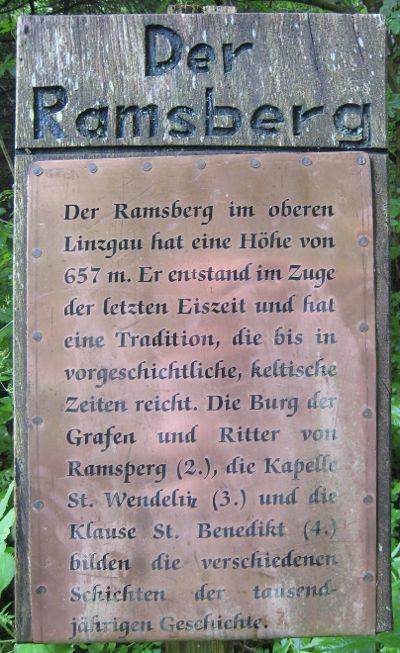 Der
Ramsberg
Der Ramsberg im oberen
Linzgau hat eine Höhe von
657 m. Er entstand im Zuge
der letzten Eiszeit und hat
eine Tradition, die bis in
vorgeschichtliche, keltische
Zeiten reicht. Die Burg der
Grafen und Ritter von
Ramsperg (2.), die Kapelle
St. Wendelin (3.) und die
Klause St. Benedikt (4.)
bilden die verschiedenen
Schichten der tausend-
jährigen Geschichte.